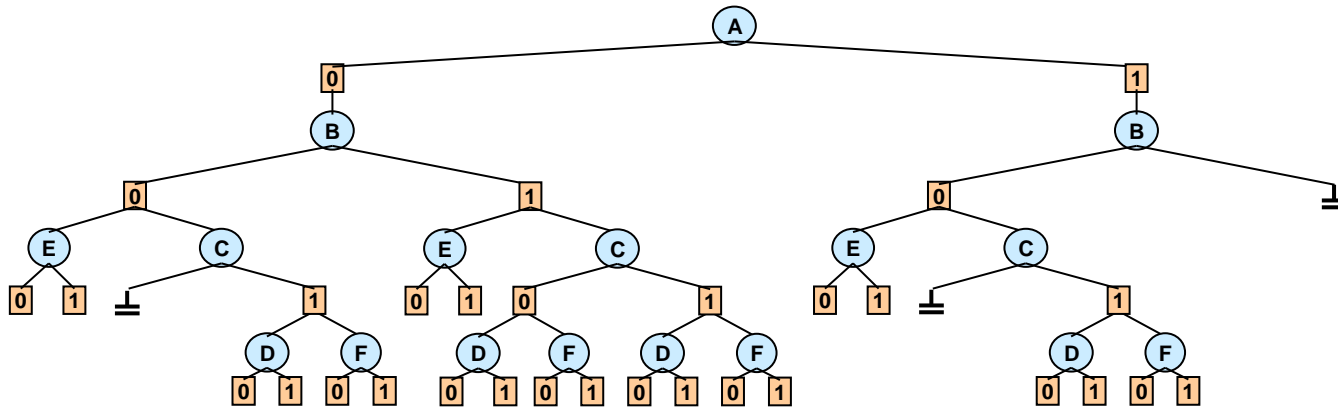 A
0 1
B B
0 1 0
E C E C E C
0 1 1 0 1 0 1 0 1 1
D F D F D F D F
0 1 0 1 0 1 0 1 0 1 0 1 0 1 0 1